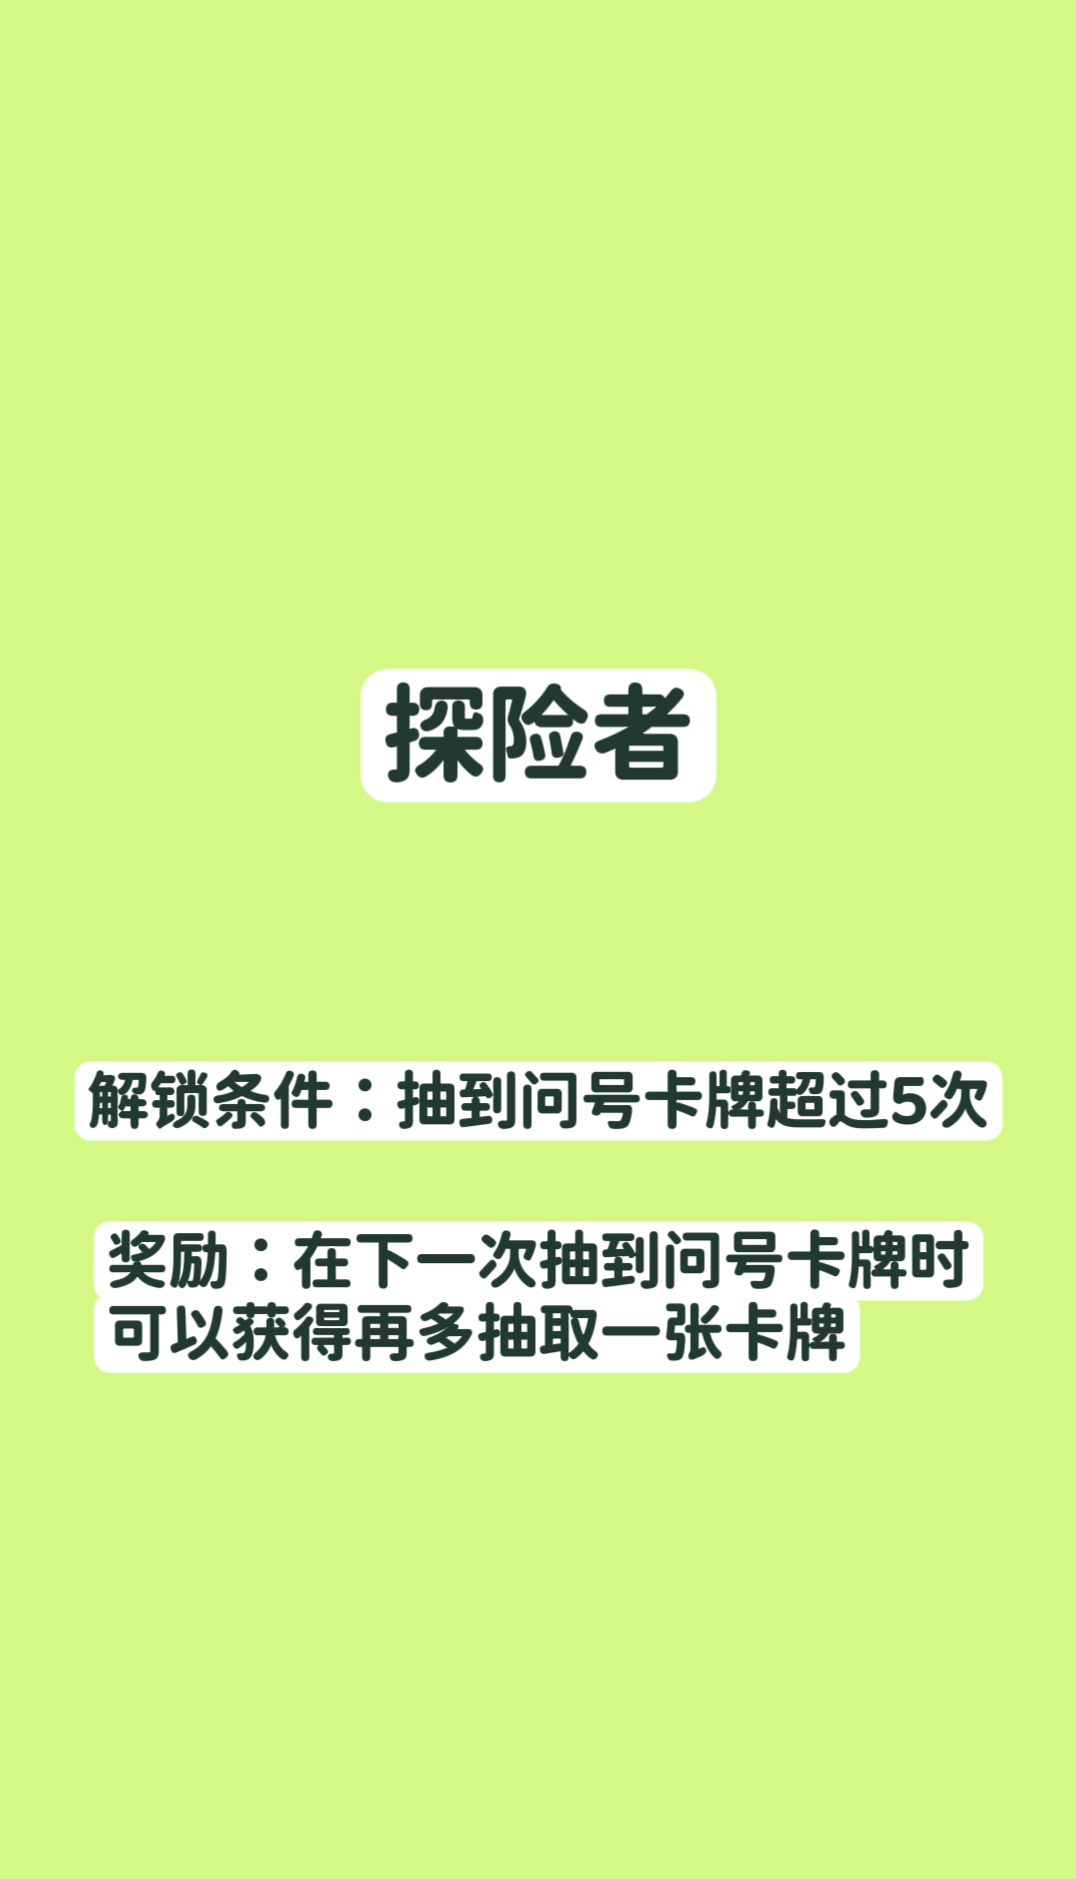 探险者
解锁条件：抽到问号卡牌超过5次
奖励：在下一次抽到问号卡牌时
可以获得再多抽取一张卡牌